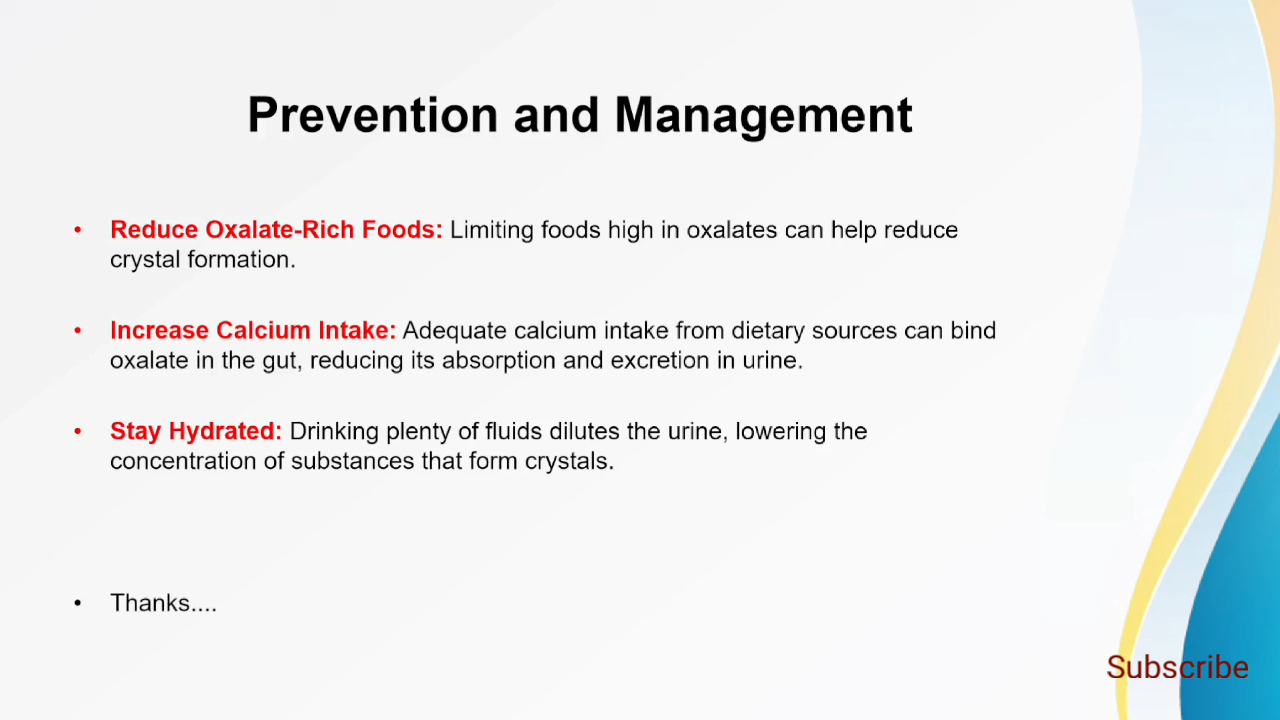 Prevention and Management
• Reduce Oxalate-Rich Foods: Limiting foods high in oxalates can help reduce
crystal formation.
• Increase Calcium Intake: Adequate calcium intake from dietary sources can bind
oxalate in the gut, reducing its absorption and excretion in urine.
• Stay Hydrated: Drinking plenty of fluids dilutes the urine, lowering the
concentration of substances that form crystals.
• Thanks....
Subscribe